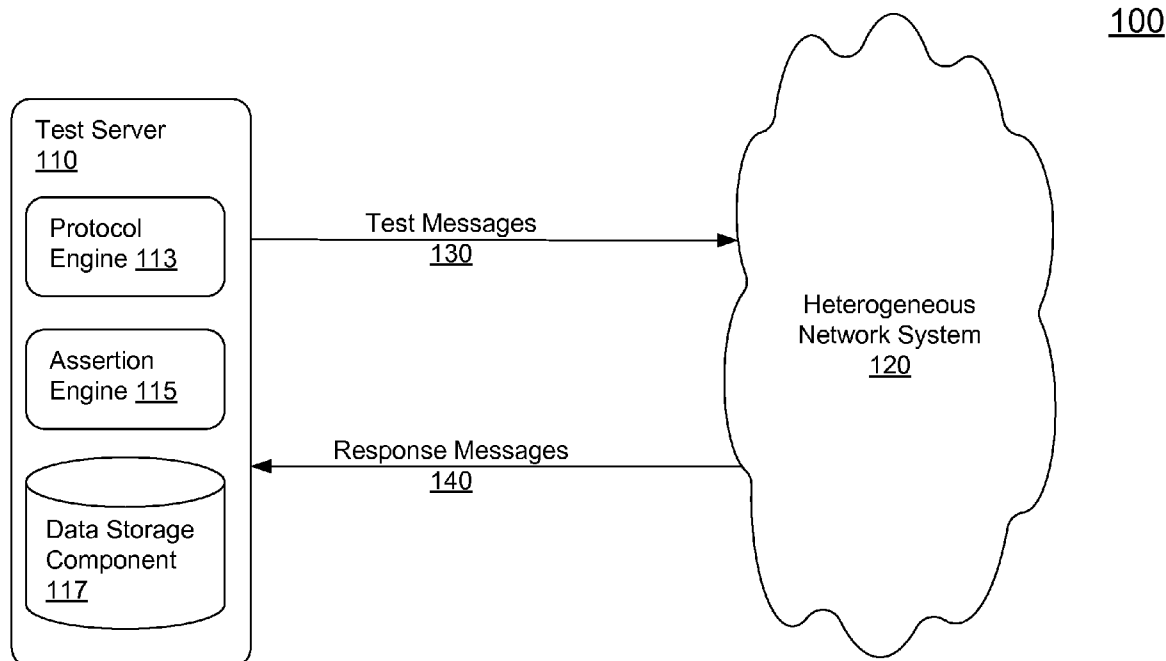 100
Test Server
110
Protocol
Engine 113
Assertion
Engine 115
Data Storage
Component
117
Test Messages
130
Response Messages
140
Heterogeneous
Network System
120